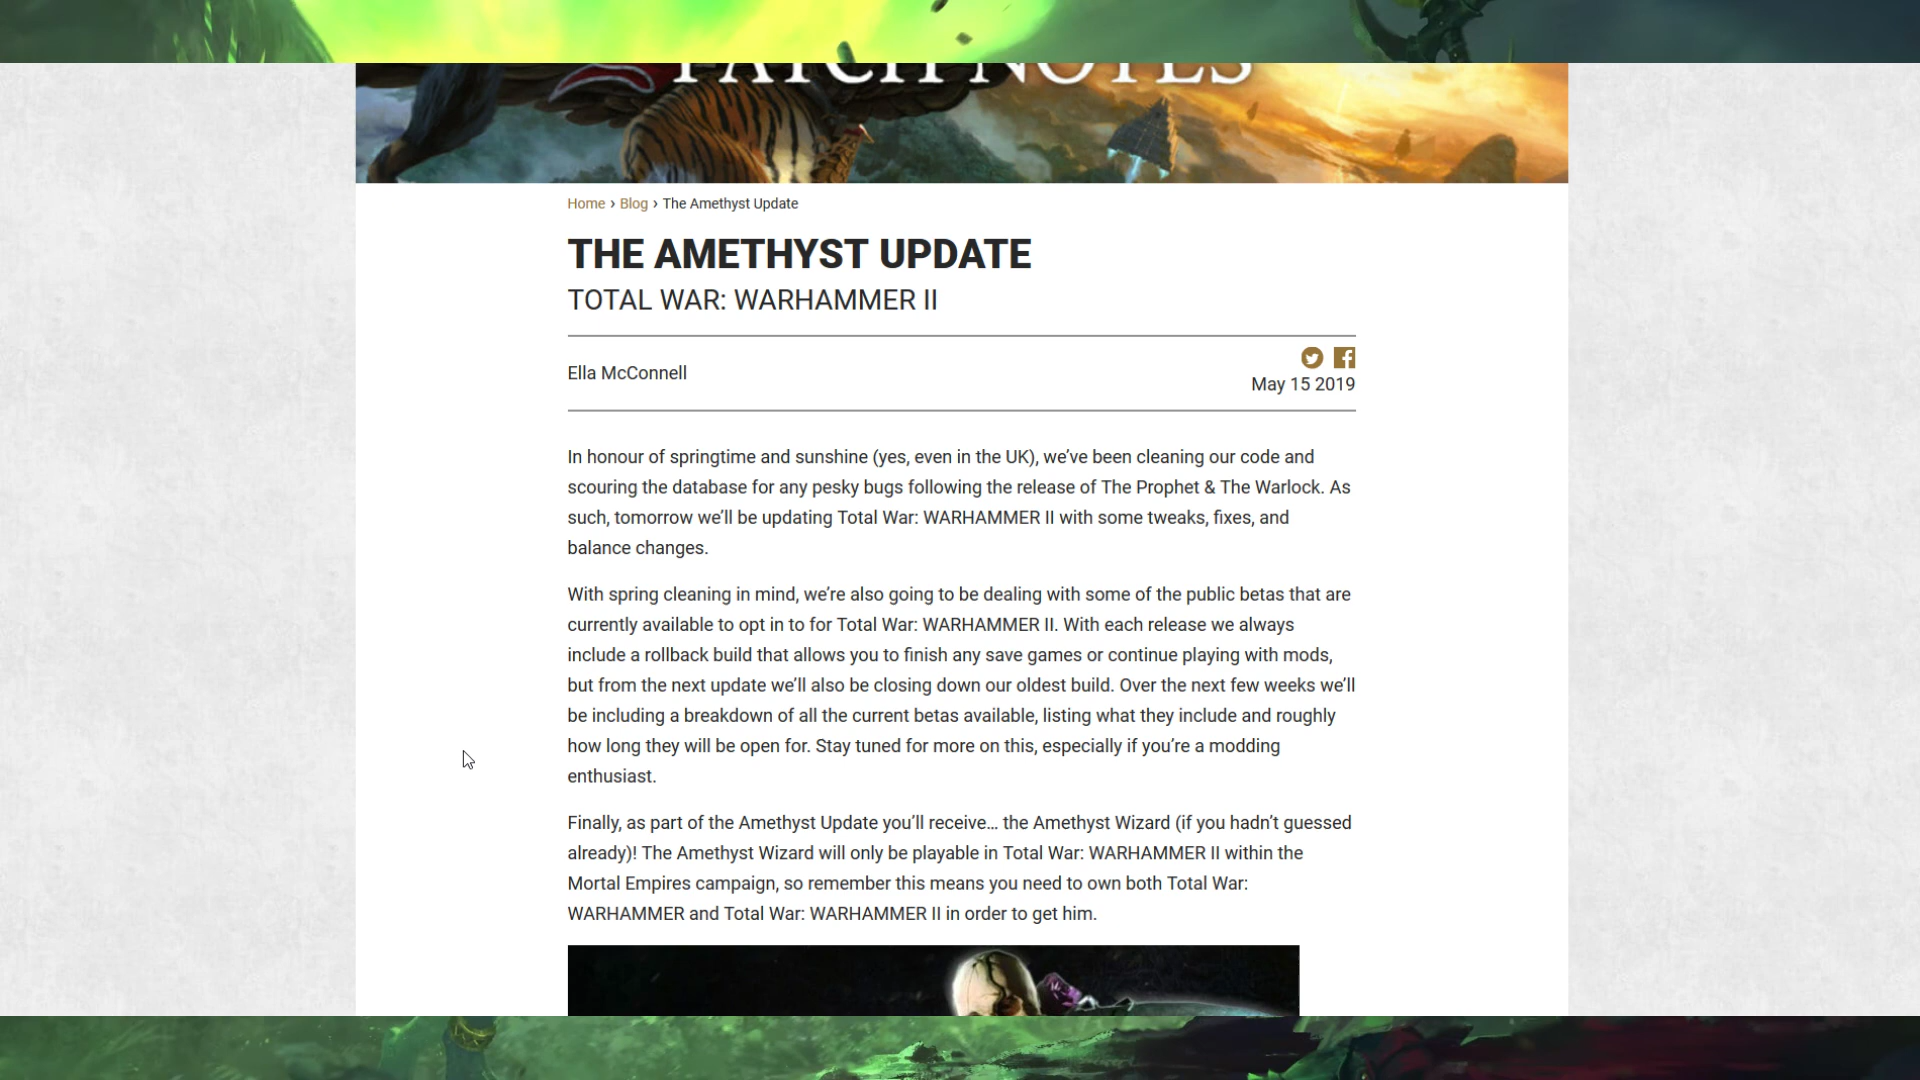 PATCH NOTES
Home › Blog › The Amethyst Update
THE AMETHYST UPDATE
TOTAL WAR: WARHAMMER II
Ella McConnell
May 15 2019
In honour of springtime and sunshine (yes, even in the UK), we’ve been cleaning our code and
scouring the database for any pesky bugs following the release of The Prophet & The Warlock. As
such, tomorrow we’ll be updating Total War: WARHAMMER II with some tweaks, fixes, and
balance changes.
With spring cleaning in mind, we’re also going to be dealing with some of the public betas that are
currently available to opt in to for Total War: WARHAMMER II. With each release we always
include a rollback build that allows you to finish any save games or continue playing with mods,
but from the next update we’ll also be closing down our oldest build. Over the next few weeks we’ll
be including a breakdown of all the current betas available, listing what they include and roughly
how long they will be open for. Stay tuned for more on this, especially if you’re a modding
enthusiast.
Finally, as part of the Amethyst Update you’ll receive… the Amethyst Wizard (if you hadn’t guessed
already)! The Amethyst Wizard will only be playable in Total War: WARHAMMER II within the
Mortal Empires campaign, so remember this means you need to own both Total War:
WARHAMMER and Total War: WARHAMMER II in order to get him.